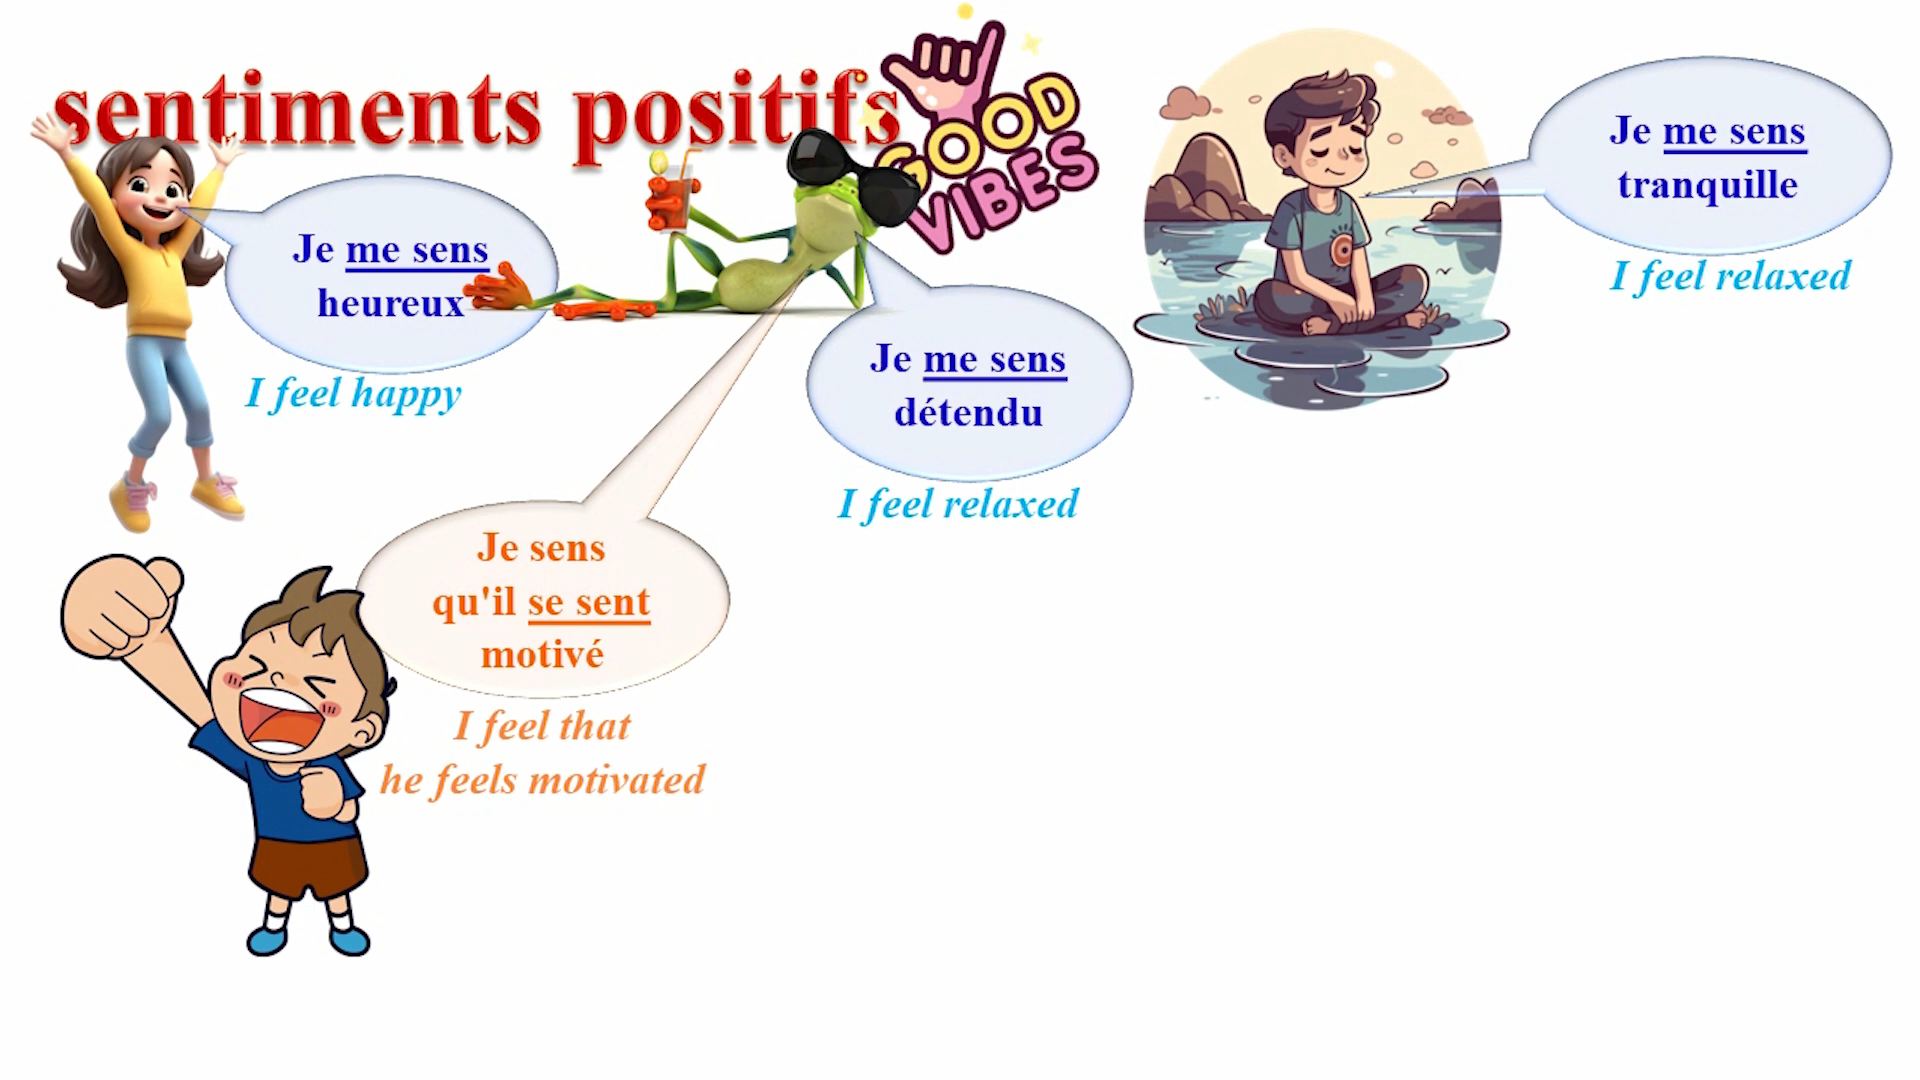 sentiments positifs
GOOD
VIBES
Je me sens
heureux
I feel happy
Je me sens
détendu
I feel relaxed
Je me sens
tranquille
I feel relaxed
Je sens
qu'il se sent
motivé
I feel that
he feels motivated